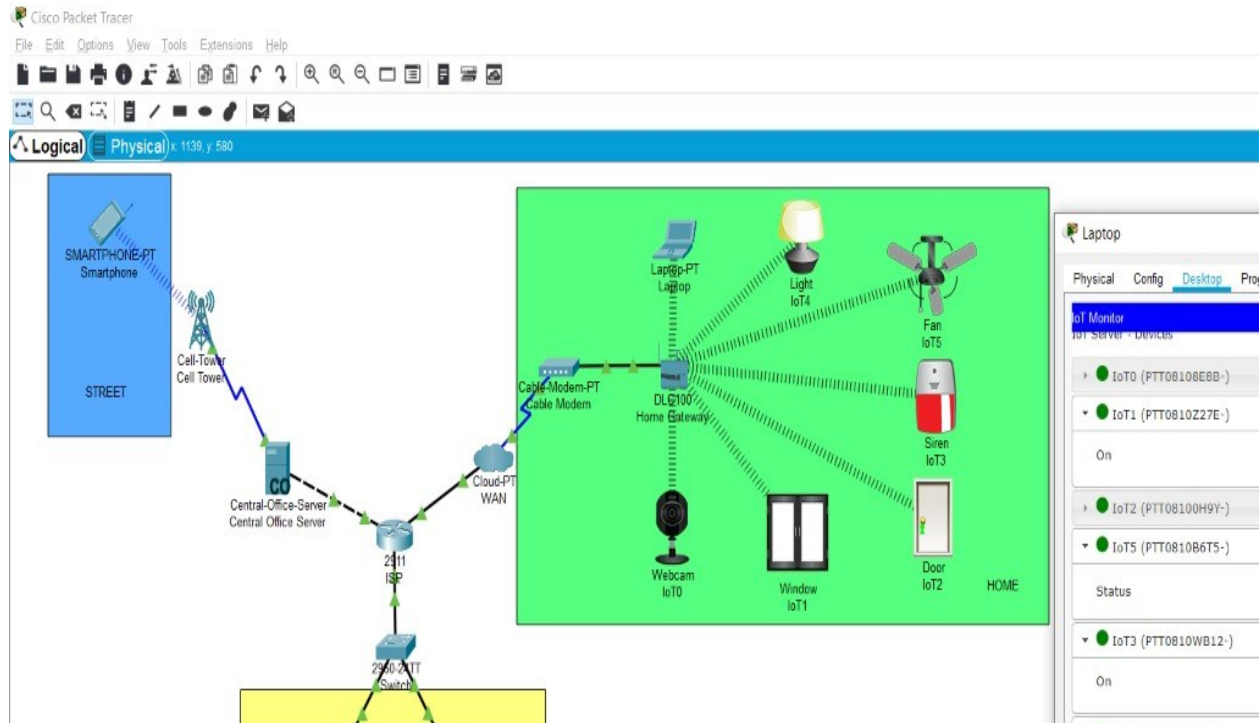 Cisco Packet Tracer
File Edit Options View Tools Extensions Help
Logical Physical x: 1139, y: 580
SMARTPHONE-PT
Smartphone
STREET
Cell-Tower
Cell Tower
Central-Office-Server
Central Office Server
CO
2911
ISP
2960-24TT
Switch
Cloud-PT
WAN
Cable-Modem-PT
Cable Modem
Laptop-PT
Laptop
Light
IoT4
Fan
IoT5
DLC100
Home Gateway
Siren
IoT3
Webcam
IoT0
Window
IoT1
Door
IoT2
HOME
Laptop
Physical Config Desktop Prog
IoT Monitor
IoT Server - Devices
IoT0 (PTT08108E8B-)
IoT1 (PTT0810Z27E-)
On
IoT2 (PTT08100H9Y-)
IoT5 (PTT0810B6T5-)
Status
IoT3 (PTT0810WB12-)
On